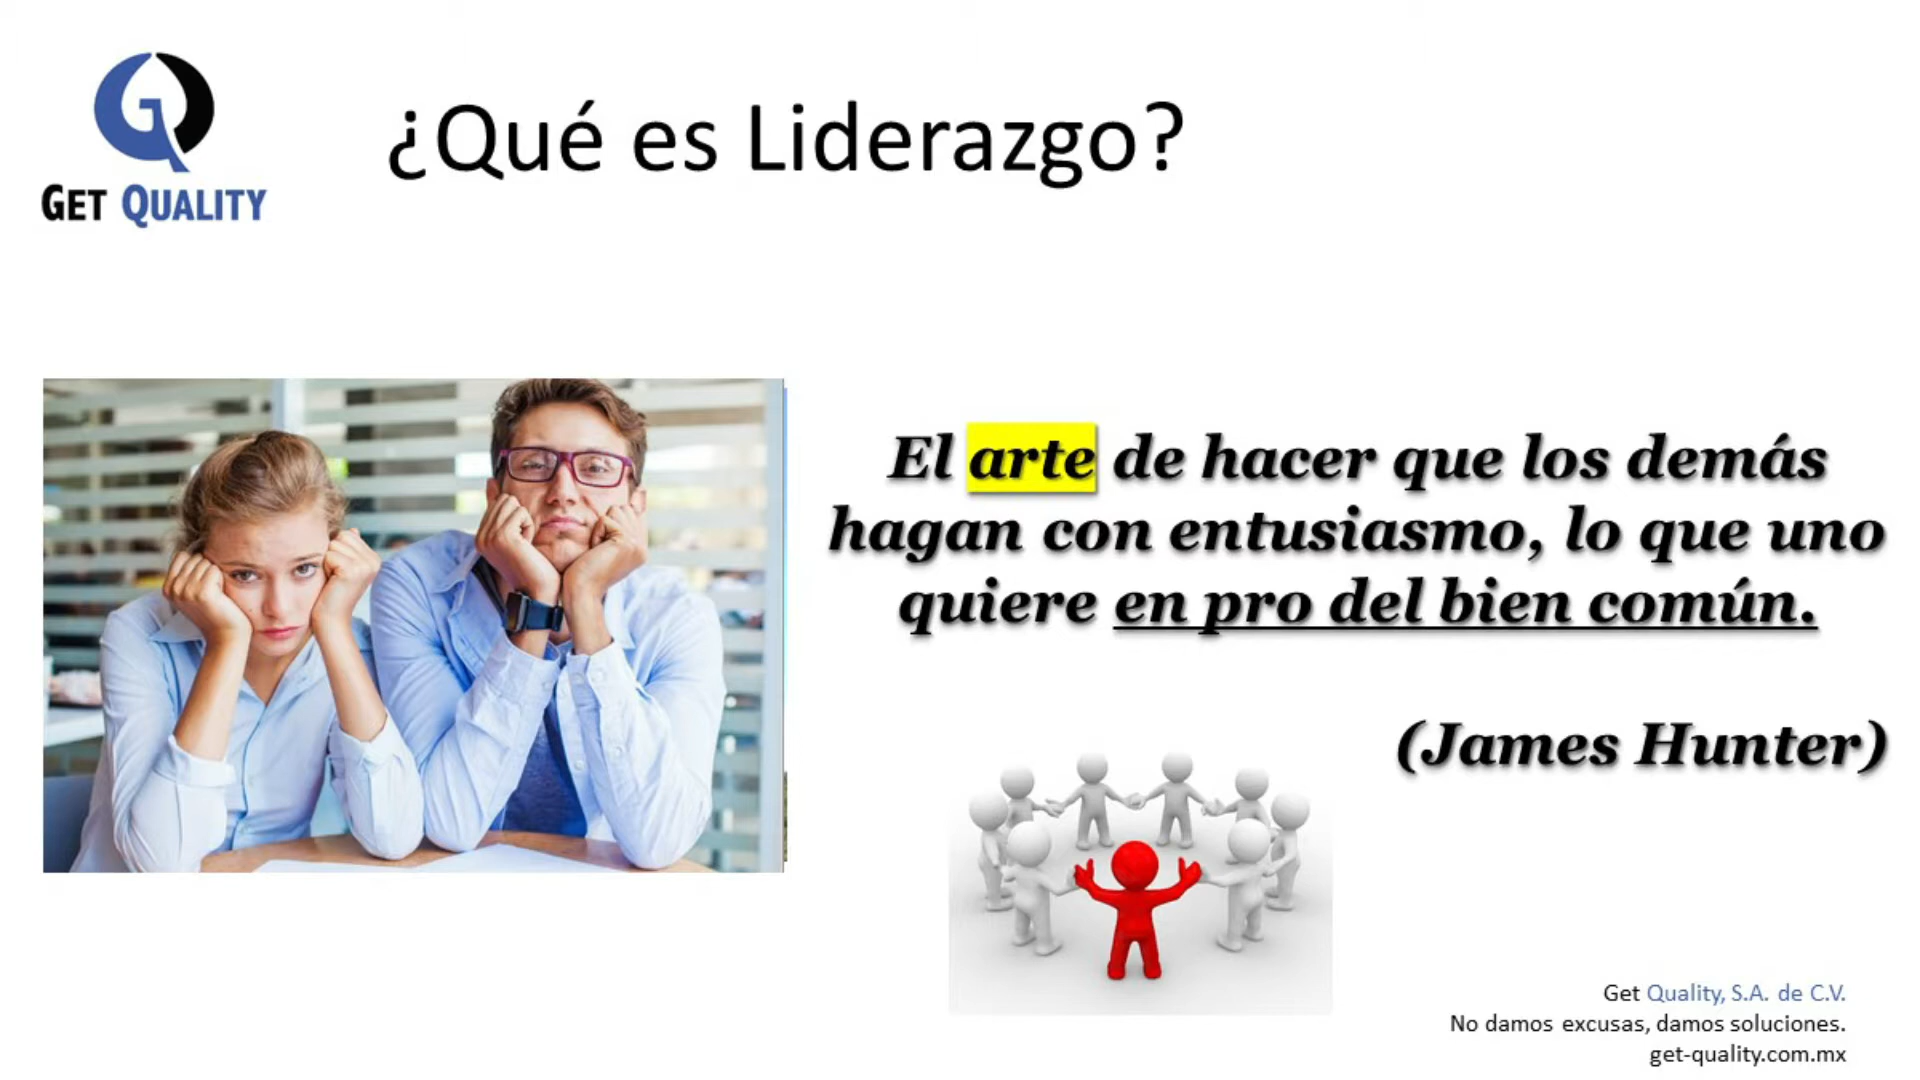 GET QUALITY
¿Qué es Liderazgo?
El arte de hacer que los demás
hagan con entusiasmo, lo que uno
quiere en pro del bien común.
(James Hunter)
Get Quality, S.A. de C.V.
No damos excusas, damos soluciones.
get-quality.com.mx